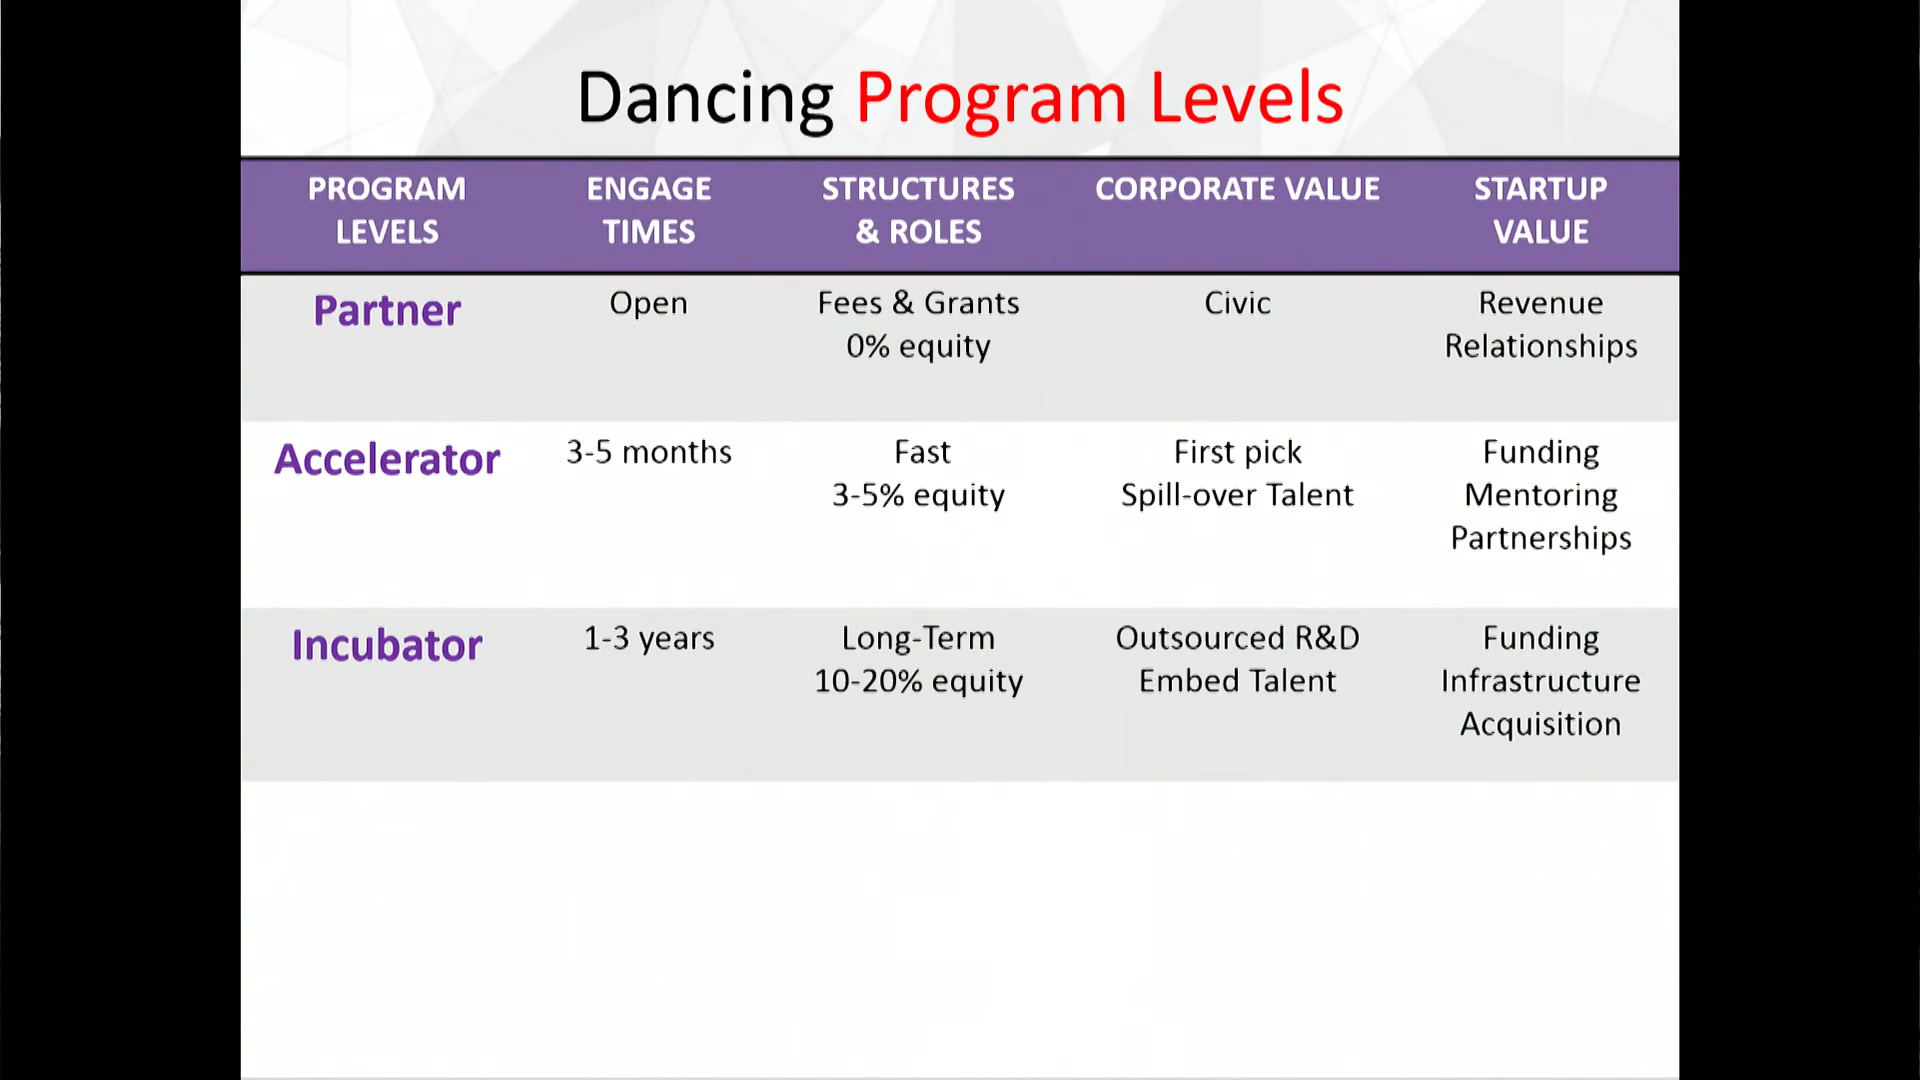 Dancing Program Levels
PROGRAM LEVELS
ENGAGE TIMES
STRUCTURES & ROLES
CORPORATE VALUE
STARTUP VALUE
Partner
Open
Fees & Grants
0% equity
Civic
Revenue
Relationships
Accelerator
3-5 months
Fast
3-5% equity
First pick
Spill-over Talent
Funding
Mentoring
Partnerships
Incubator
1-3 years
Long-Term
10-20% equity
Outsourced R&D
Embed Talent
Funding
Infrastructure
Acquisition